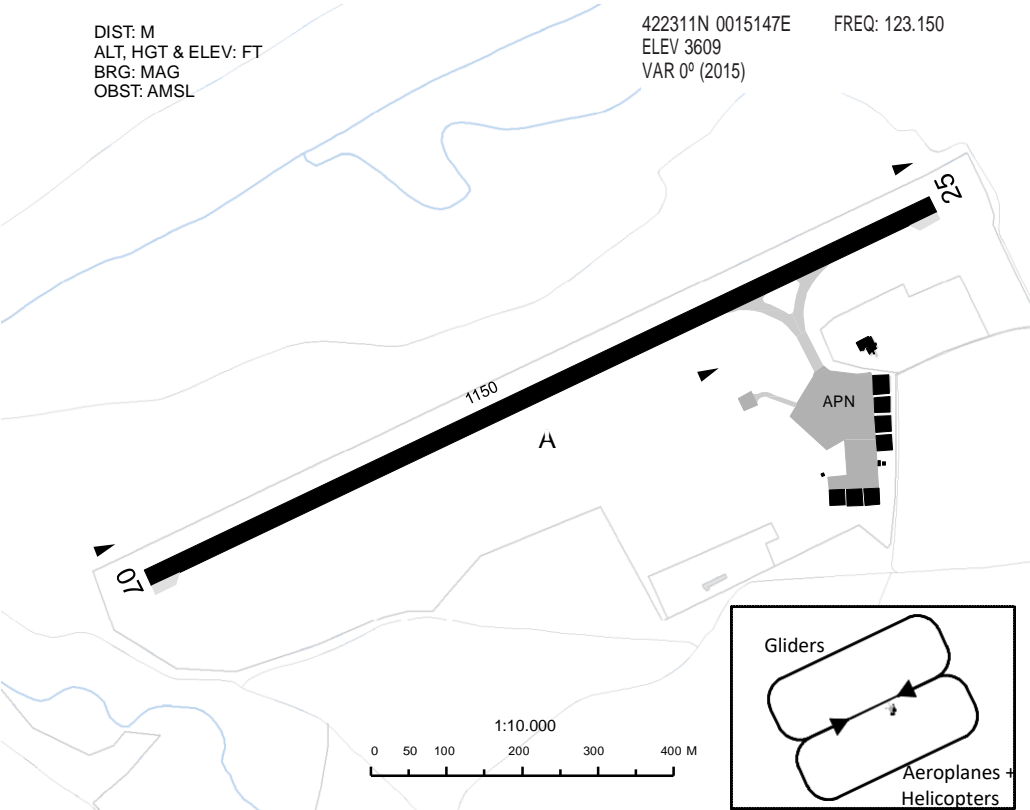 DIST: M
ALT, HGT & ELEV: FT
BRG: MAG
OBST: AMSL
422311N 0015147E
FREQ: 123.150
ELEV 3609
VAR 0º (2015)
25
1150
APN
A
07
1:10.000
0 50 100 200 300 400 M
Gliders
Aeroplanes +
Helicopters